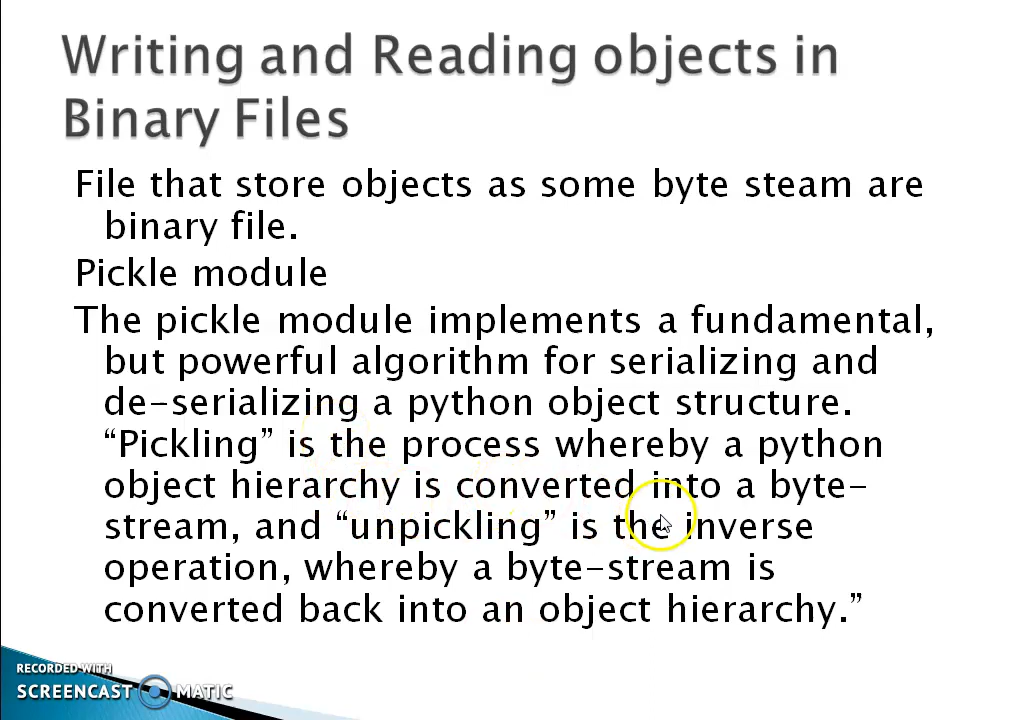 Writing and Reading objects in
Binary Files
File that store objects as some byte steam are
binary file.
Pickle module
The pickle module implements a fundamental,
but powerful algorithm for serializing and
de-serializing a python object structure.
“Pickling” is the process whereby a python
object hierarchy is converted into a byte-
stream, and “unpickling” is the inverse
operation, whereby a byte-stream is
converted back into an object hierarchy.”
RECORDED WITH
SCREENCAST MATIC